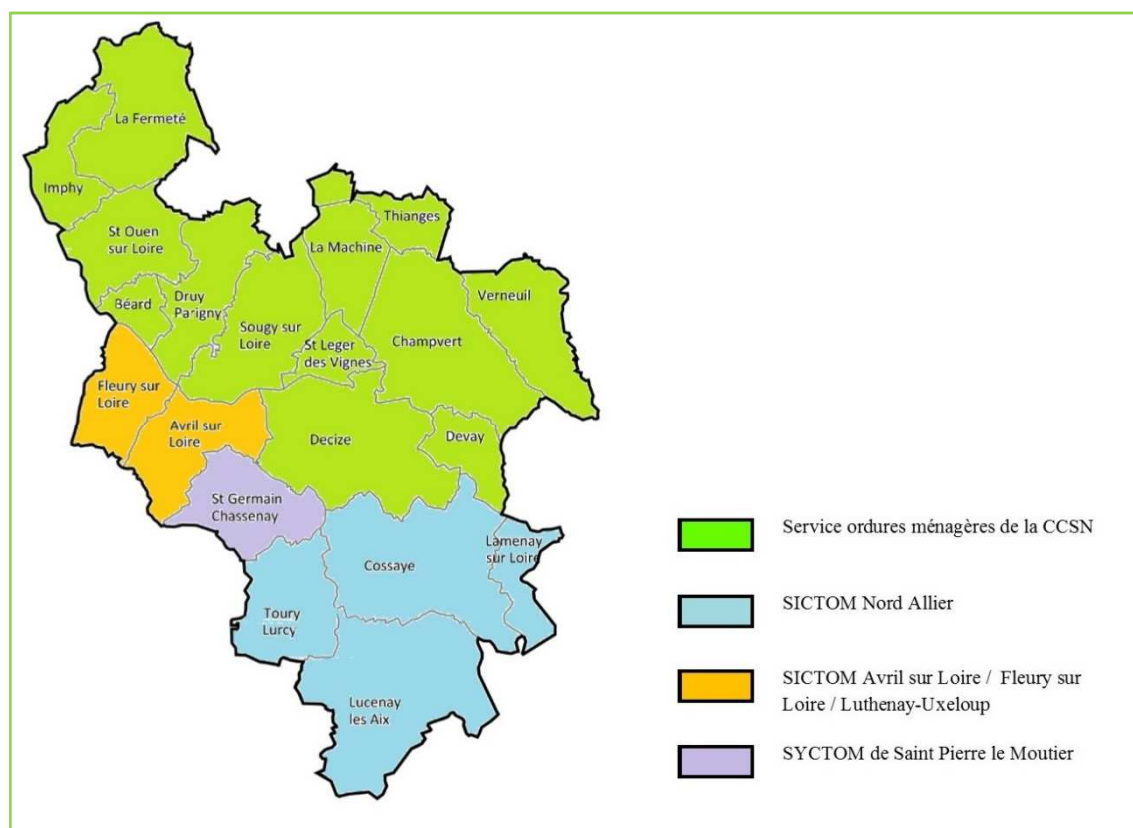 La Fermeté
Imphy
St Ouen
sur Loire
Thianges
La Machine
Béard
Druy
Parigny
Sougy sur
Loire
St Leger
des Vignes
Champvert
Verneuil
Fleury sur
Loire
Avril sur
Loire
Decize
Devay
St Germain
Chassenay
Cossaye
Lamenay
sur Loire
Toury
Lurcy
Lucenay
les Aix
Service ordures ménagères de la CCSN
SICTOM Nord Allier
SICTOM Avril sur Loire / Fleury sur
Loire / Luthenay-Uxeloup
SYCTOM de Saint Pierre le Moutier